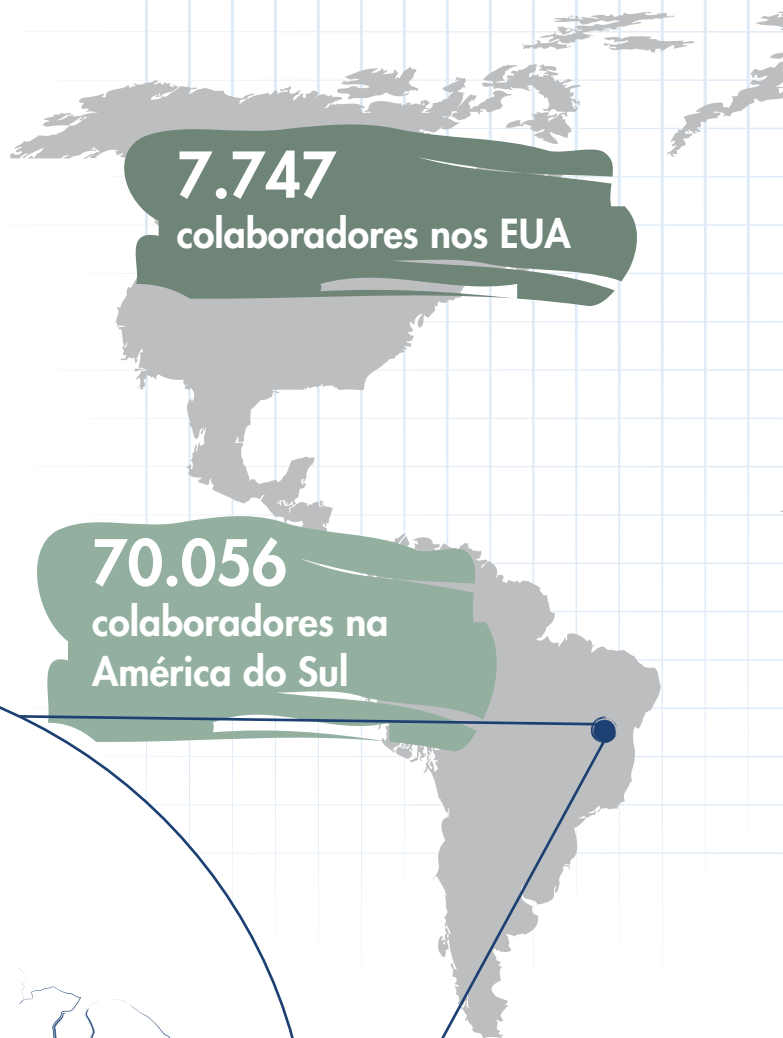 7.747
colaboradores nos EUA
70.056
colaboradores na
América do Sul